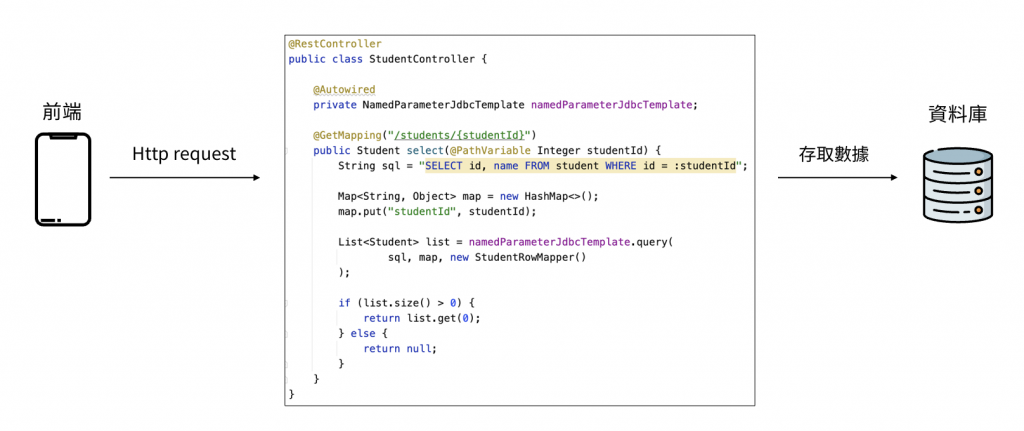 前端
Http request
@RestController
public class StudentController {
@Autowired
private NamedParameterJdbcTemplate namedParameterJdbcTemplate;
@GetMapping("/students/{studentId}")
public Student select(@PathVariable Integer studentId) {
String sql = "SELECT id, name FROM student WHERE id = :studentId";
Map<String, Object> map = new HashMap<>();
map.put("studentId", studentId);
List<Student> list = namedParameterJdbcTemplate.query(
sql, map, new StudentRowMapper()
);
if (list.size() > 0) {
return list.get(0);
} else {
return null;
}
}
}
存取數據
資料庫